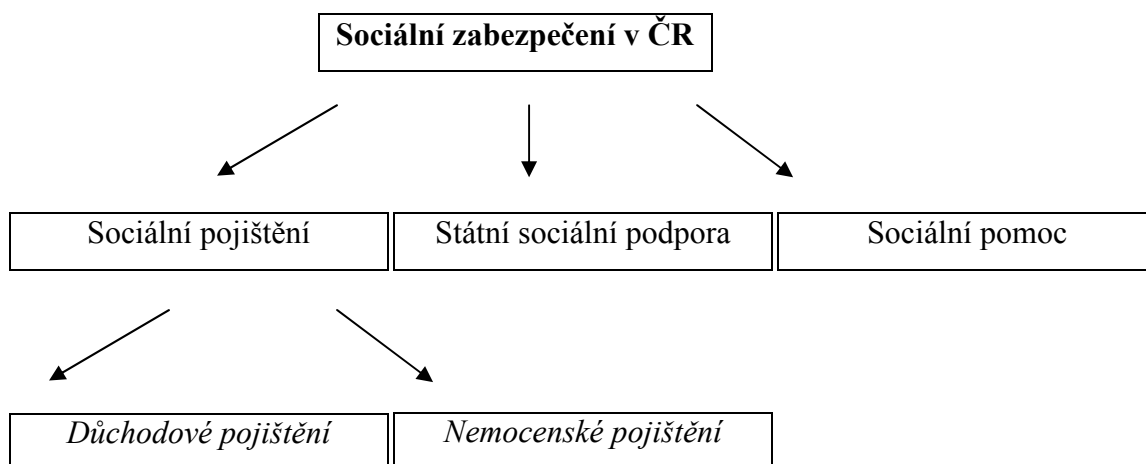 Sociální zabezpečení v ČR
Sociální pojištění
Státní sociální podpora
Sociální pomoc
Důchodové pojištění
Nemocenské pojištění